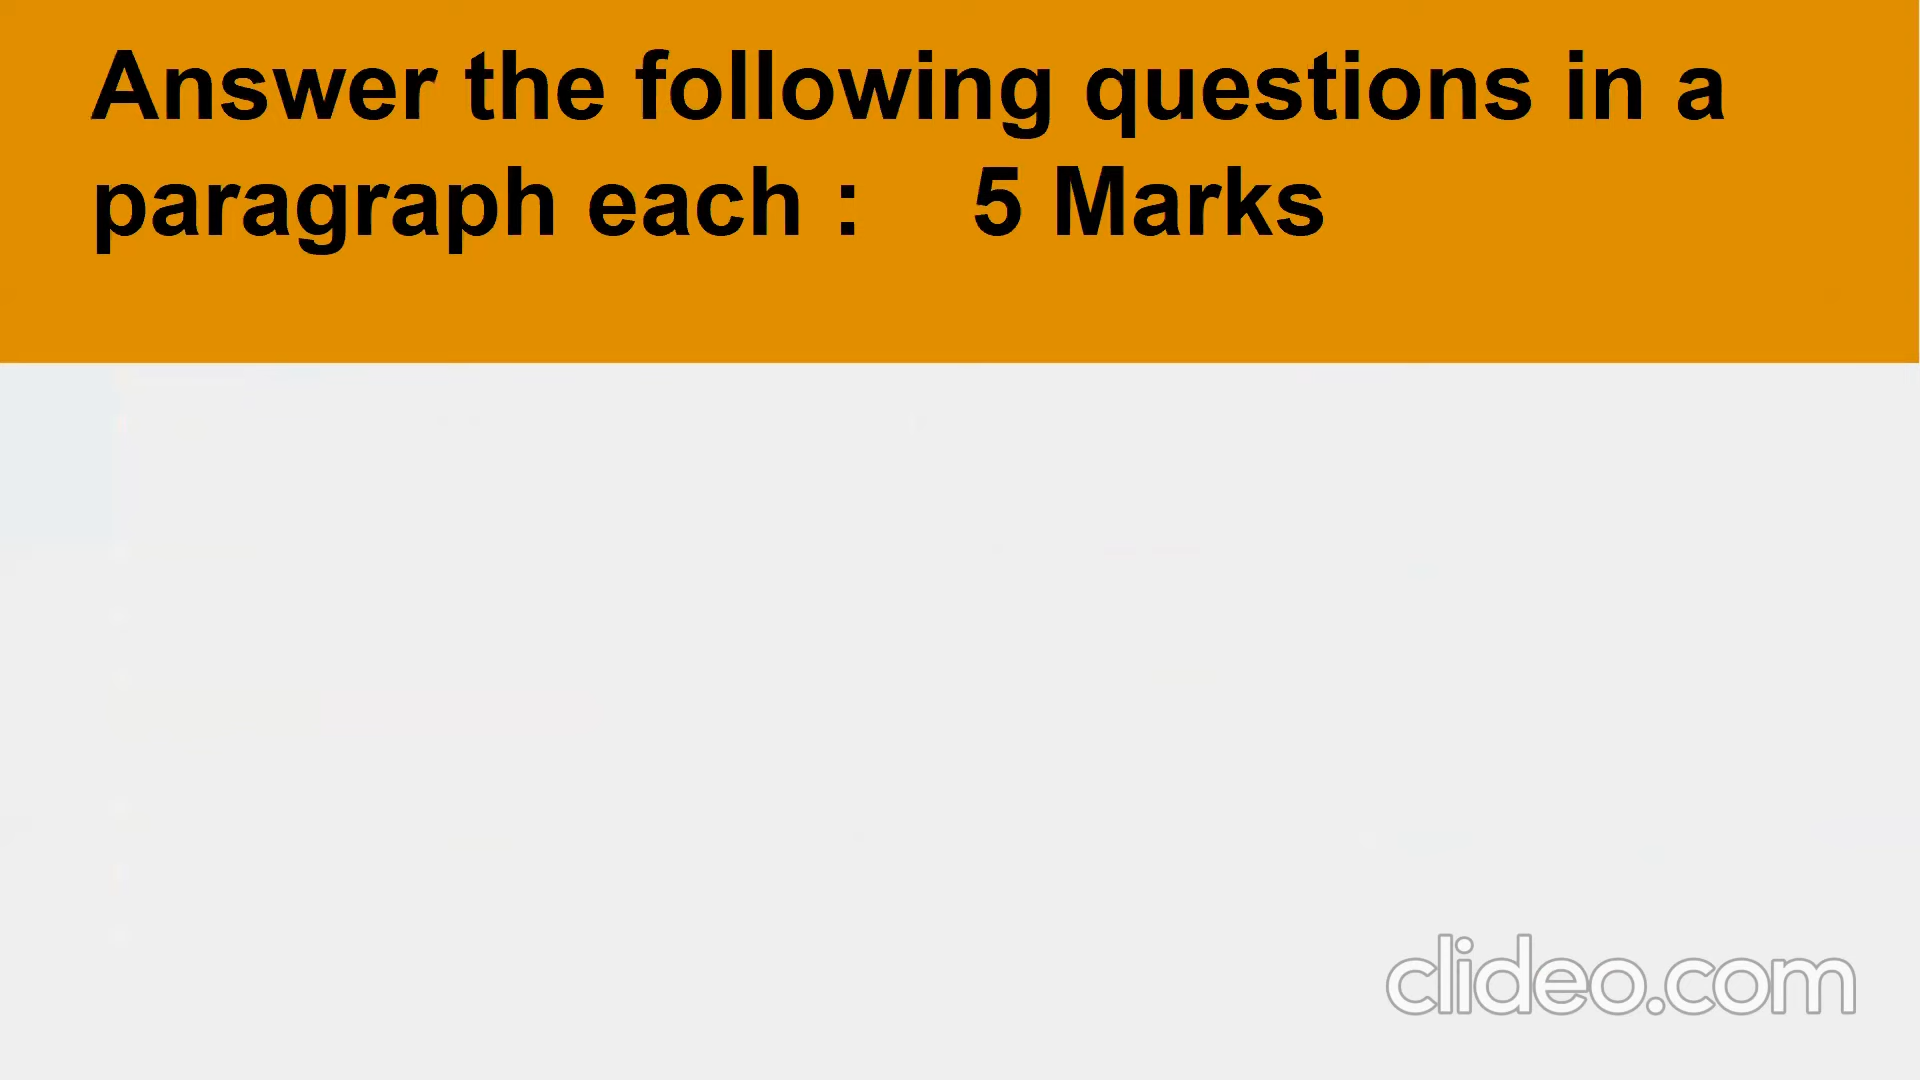 Answer the following questions in a
paragraph each : 5 Marks
clideo.com